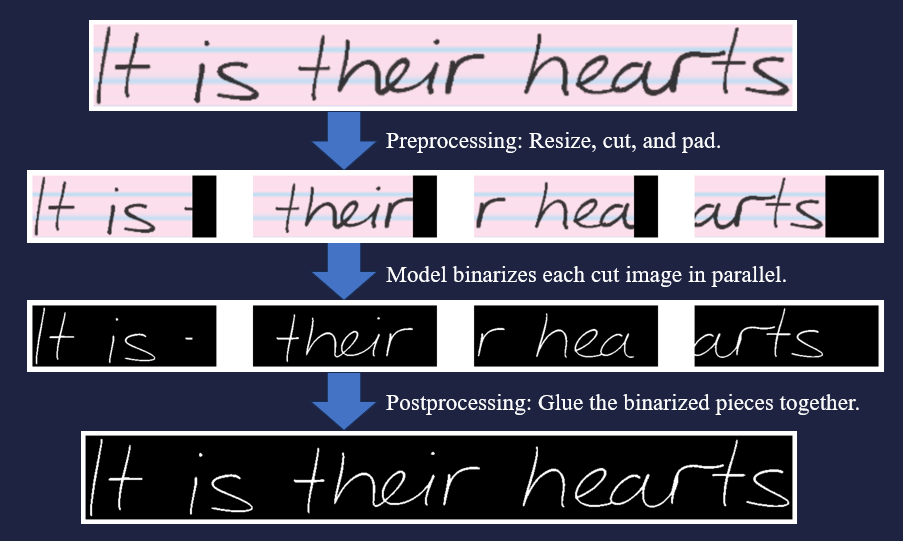 It is their hearts
Preprocessing: Resize, cut, and pad.
It is - their r hea arts
Model binarizes each cut image in parallel.
It is - their r hea arts
Postprocessing: Glue the binarized pieces together.
It is their hearts